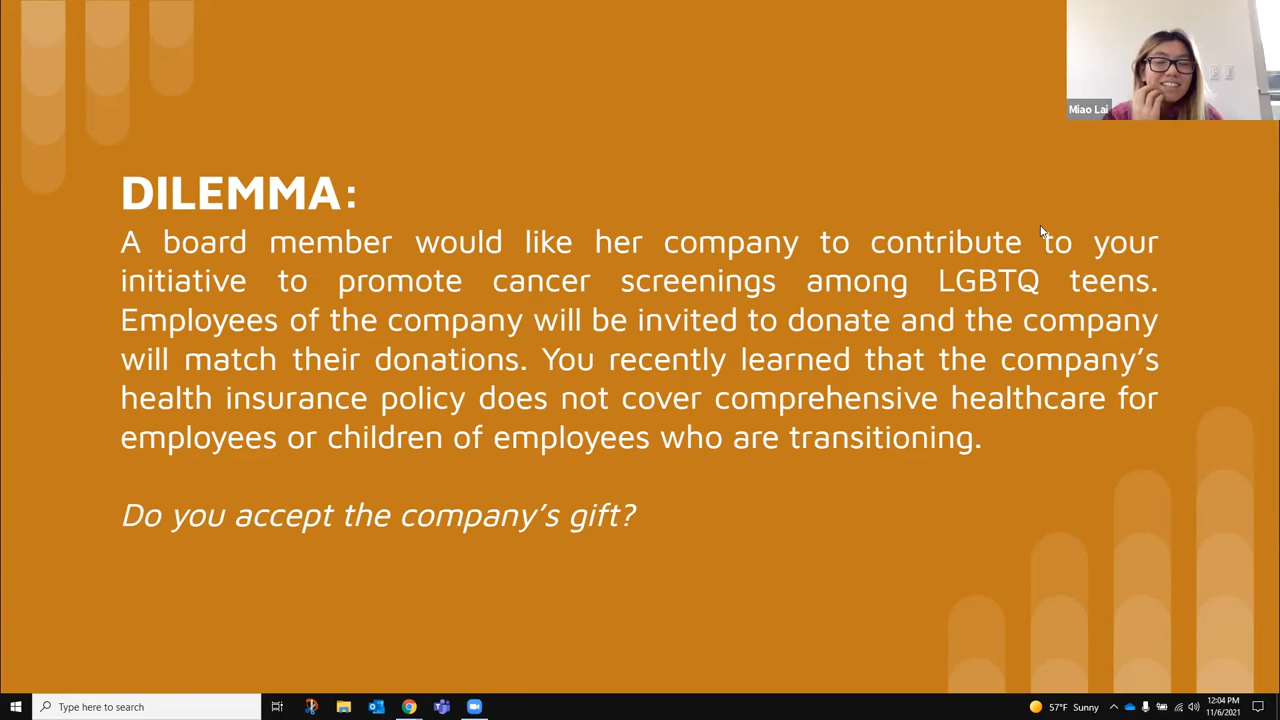 Miao Lai
DILEMMA:
A board member would like her company to contribute to your
initiative to promote cancer screenings among LGBTQ teens.
Employees of the company will be invited to donate and the company
will match their donations. You recently learned that the company’s
health insurance policy does not cover comprehensive healthcare for
employees or children of employees who are transitioning.
Do you accept the company’s gift?
Type here to search
57°F Sunny
12:04 PM
11/6/2021